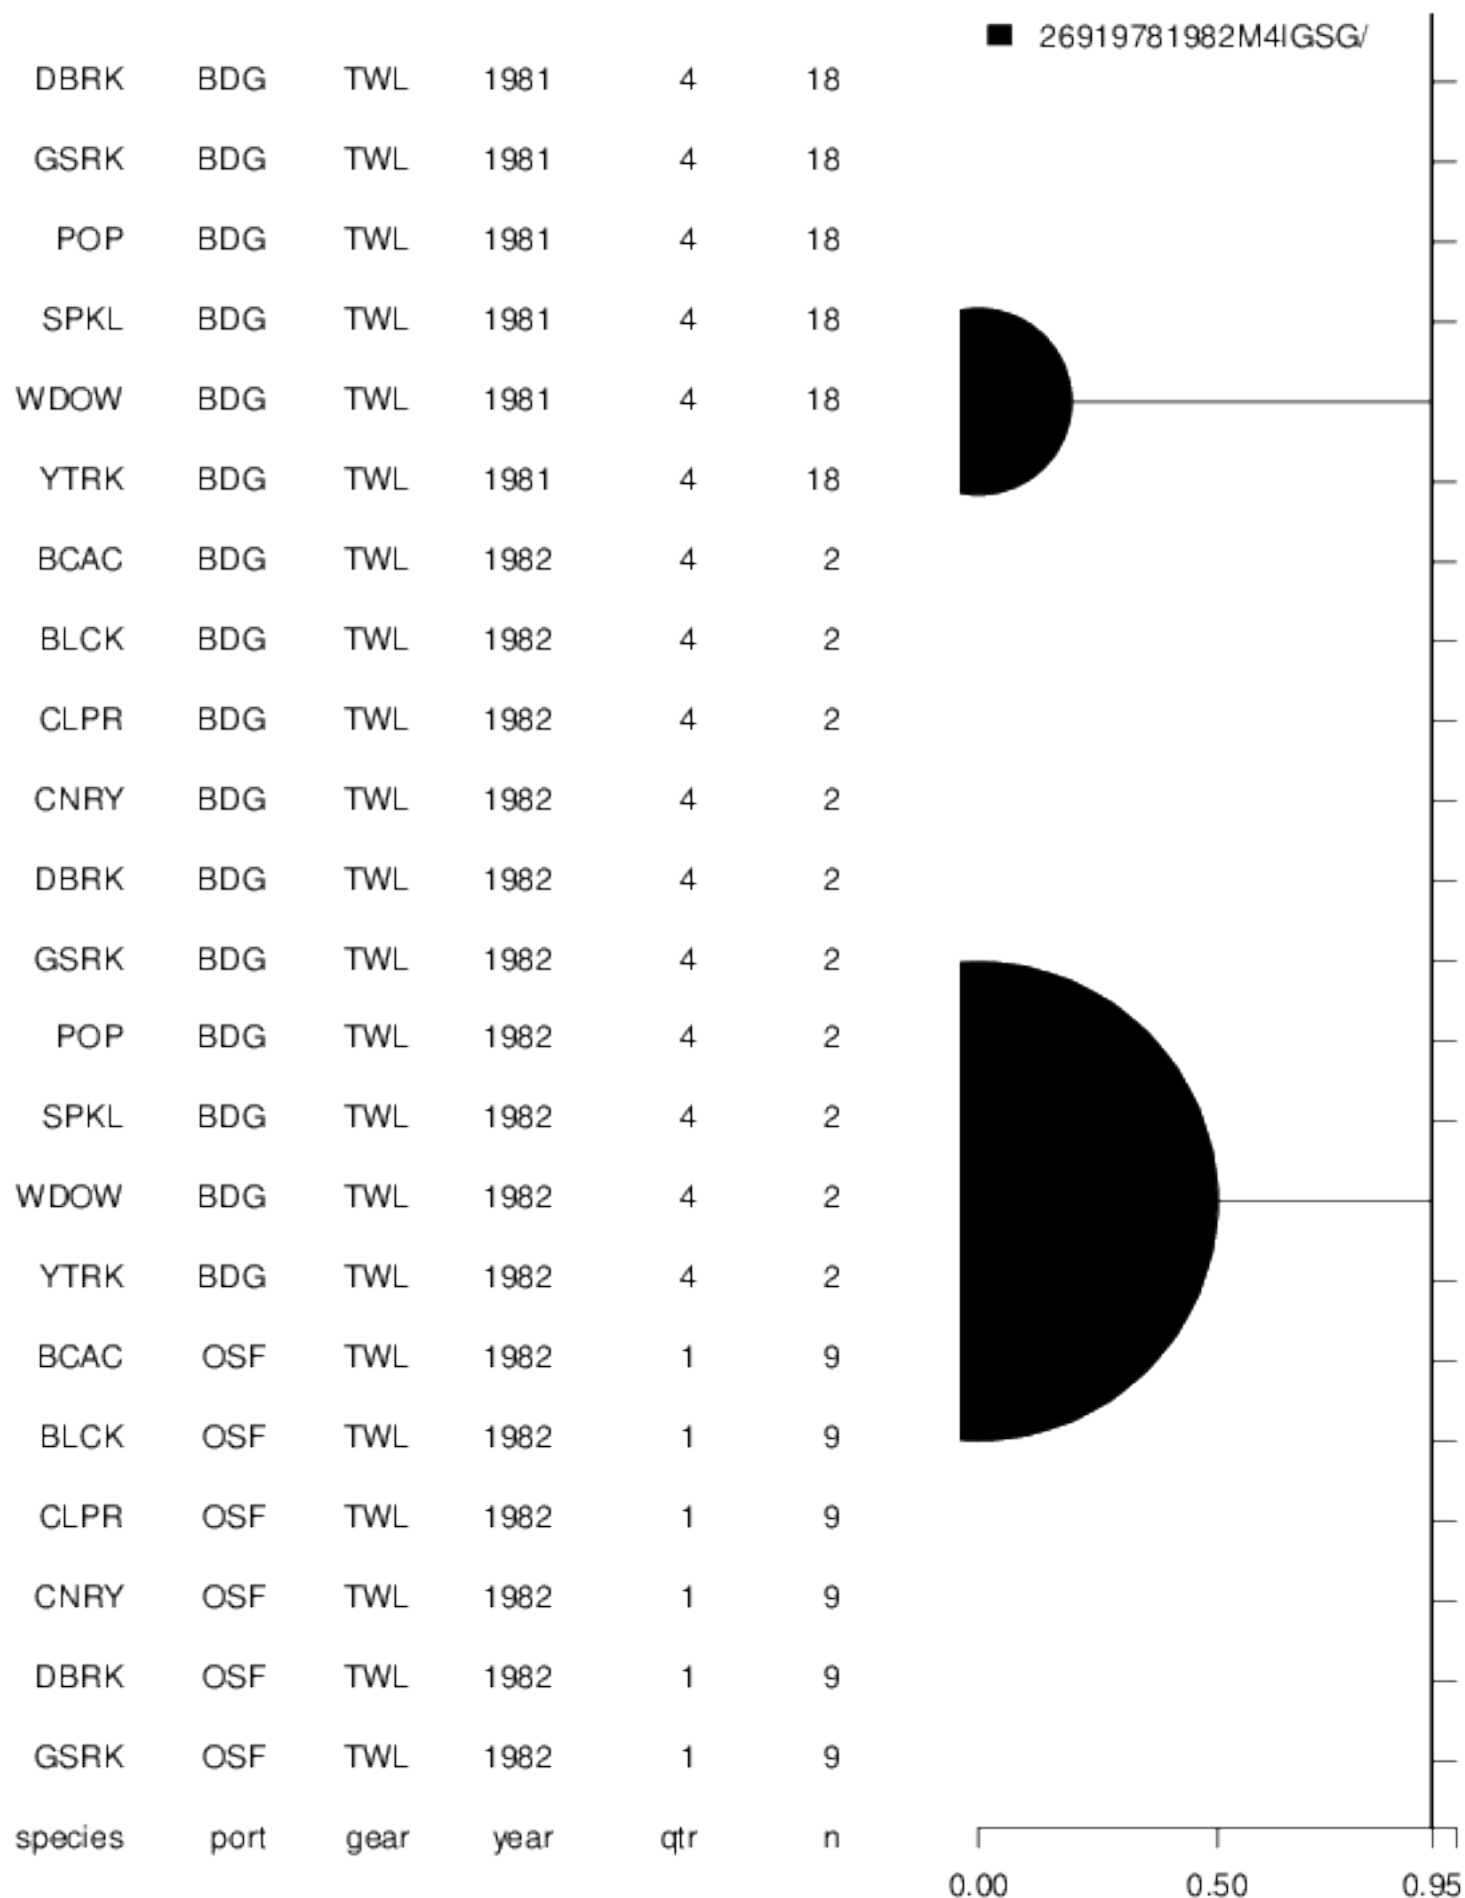 26919781982M4IGSG/
DBRK BDG TWL 1981 4 18
GSRK BDG TWL 1981 4 18
POP BDG TWL 1981 4 18
SPKL BDG TWL 1981 4 18
WDOW BDG TWL 1981 4 18
YTRK BDG TWL 1981 4 18
BCAC BDG TWL 1982 4 2
BLCK BDG TWL 1982 4 2
CLPR BDG TWL 1982 4 2
CNRY BDG TWL 1982 4 2
DBRK BDG TWL 1982 4 2
GSRK BDG TWL 1982 4 2
POP BDG TWL 1982 4 2
SPKL BDG TWL 1982 4 2
WDOW BDG TWL 1982 4 2
YTRK BDG TWL 1982 4 2
BCAC OSF TWL 1982 1 9
BLCK OSF TWL 1982 1 9
CLPR OSF TWL 1982 1 9
CNRY OSF TWL 1982 1 9
DBRK OSF TWL 1982 1 9
GSRK OSF TWL 1982 1 9
species port gear year qtr n
0.00 0.50 0.95